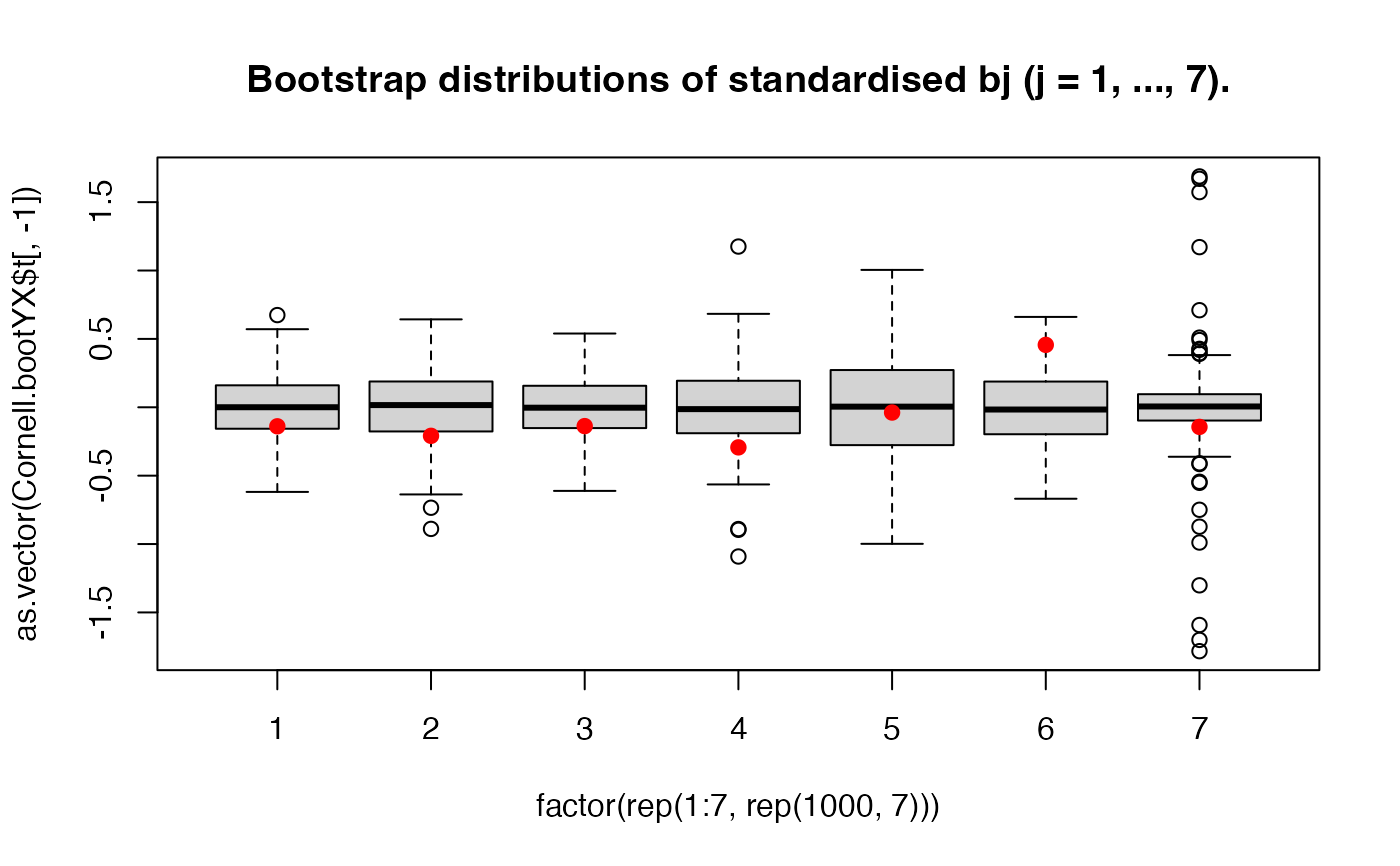 Bootstrap distributions of standardised bj (j = 1, ..., 7).
as.vector(Cornell.bootYX$t[, -1])
1.5
0.5
-0.5
-1.5
1 2 3 4 5 6 7
factor(rep(1:7, rep(1000, 7)))